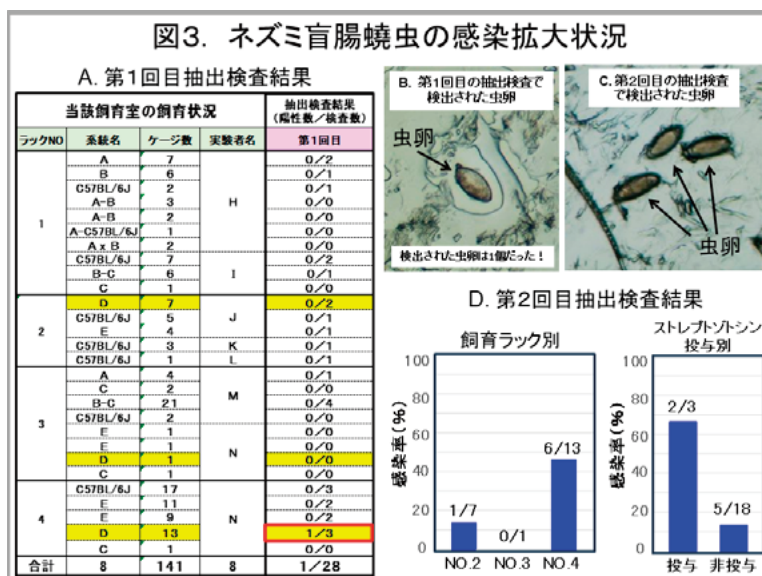 図3. ネズミ盲腸蟯虫の感染拡大状況
A. 第1回目抽出検査結果
当該飼育室の飼育状況 抽出検査結果
(陽性数/検査数)
ラックNO 系統名 ケージ数 実験者名 第1回目
1
A 7 0/2
B 6 0/1
C57BL/6J 2 0/1
A-B 3 H 0/0
A-B 2 0/0
A-C57BL/6J 1 0/0
A x B 2 0/0
C57BL/6J 7 0/2
B-C 6 I 0/1
C 1 0/0
2
D 7 0/2
C57BL/6J 5 J 0/1
E 4 0/1
C57BL/6J 3 K 0/1
C57BL/6J 1 L 0/1
3
A 4 0/1
C 2 0/0
B-C 21 M 0/4
C57BL/6J 2 0/0
E 1 0/0
E 1 0/0
D 1 N 0/0
C 1 0/0
4
C57BL/6J 17 0/3
E 11 0/2
E 9 N 0/2
D 13 1/3
C 1 0/0
合計 8 141 8 1/28
B. 第1回目の抽出検査で
検出された虫卵
虫卵
検出された虫卵は1個だった!
C. 第2回目の抽出検査
で検出された虫卵
虫卵
D. 第2回目抽出検査結果
飼育ラック別
感染率(%)
100
80
60
40
20
0
1/7
0/1
6/13
NO.2 NO.3 NO.4
ストレプトゾトシン
投与別
感染率(%)
100
80
60
40
20
0
2/3
5/18
投与 非投与